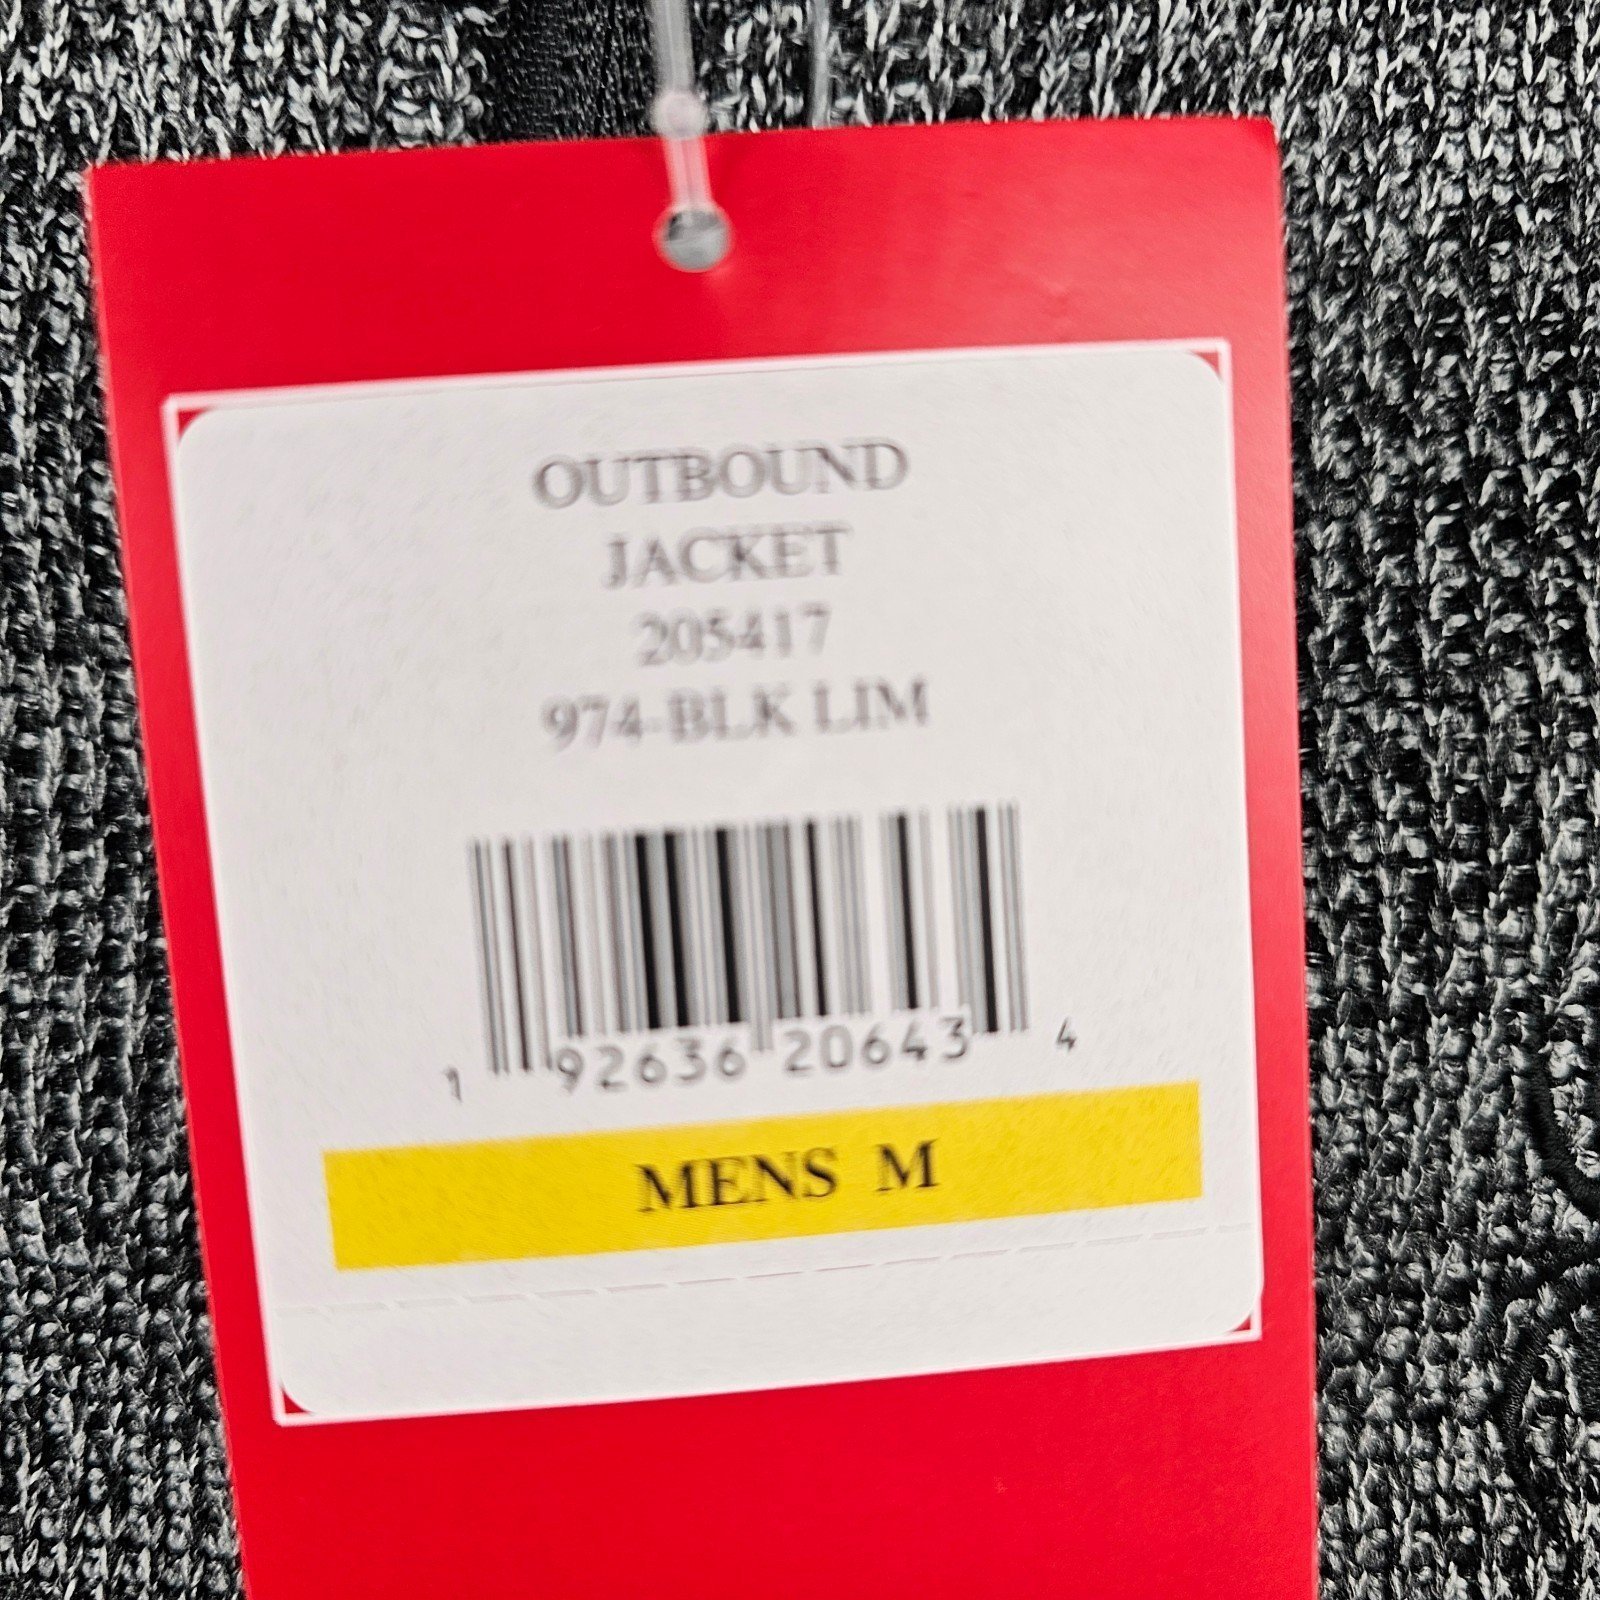 OUTBOUND
JACKET
205417
974-BLK LIM
1 92636 20643 4
MENS M